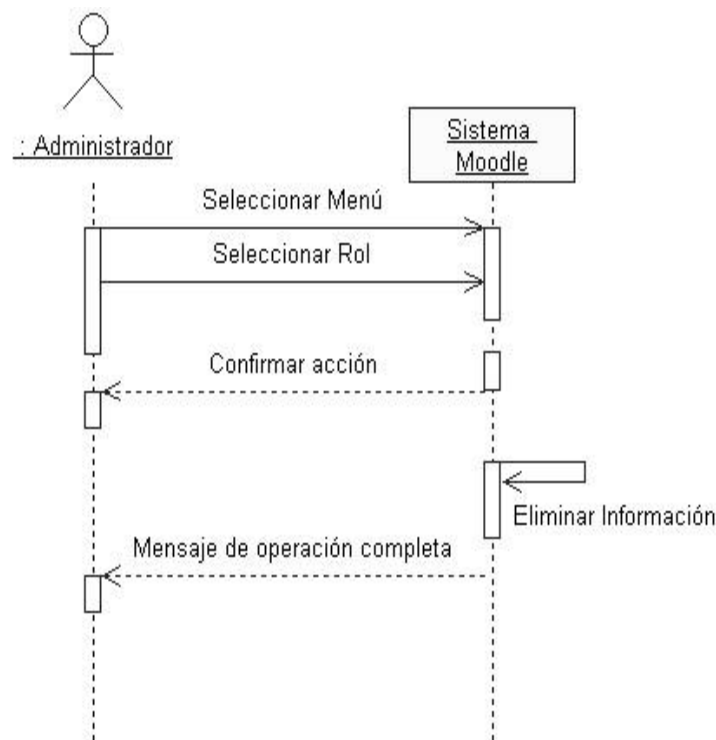 : Administrador
Sistema
Moodle
Seleccionar Menú
Seleccionar Rol
Confirmar acción
Eliminar Información
Mensaje de operación completa